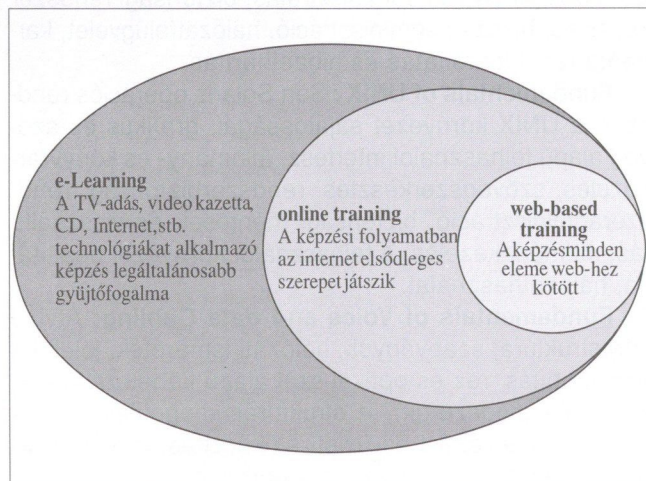 e-Learning
A TV-adás, video kazetta,
CD, Internet,stb.
technológiákat alkalmazó
képzés legáltalánosabb
gyüjtőfogalma
online training
A képzési folyamatban
az internet elsődleges
szerepet játszik
web-based
training
A képzésminden
eleme web-hez
kötött